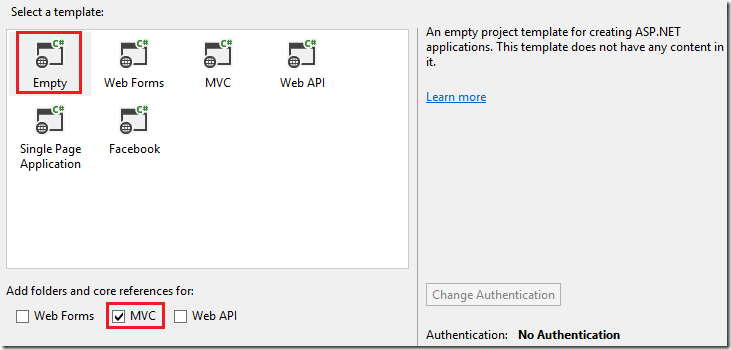 Select a template:
C# C# C# C#
Empty Web Forms MVC Web API
C# C#
Single Page Facebook
Application
An empty project template for creating ASP.NET
applications. This template does not have any content in
it.
Learn more
Add folders and core references for:
Web Forms MVC Web API
Change Authentication
Authentication: No Authentication